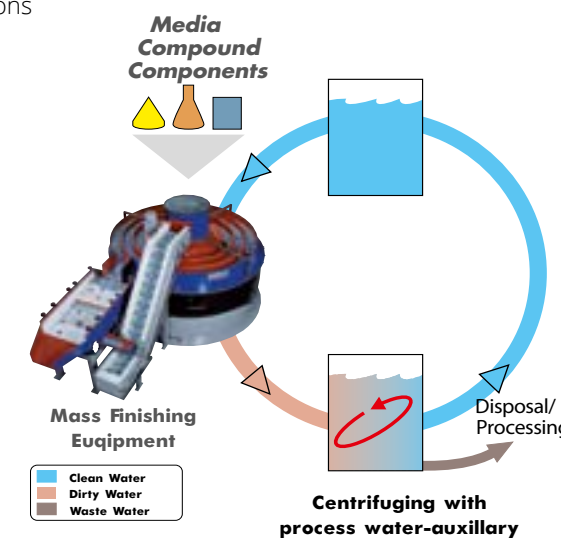 ons
Media
Compound
Components
Mass Finishing
Euqipment
Disposal/
Processing
Clean Water
Dirty Water
Waste Water
Centrifuging with
process water-auxillary